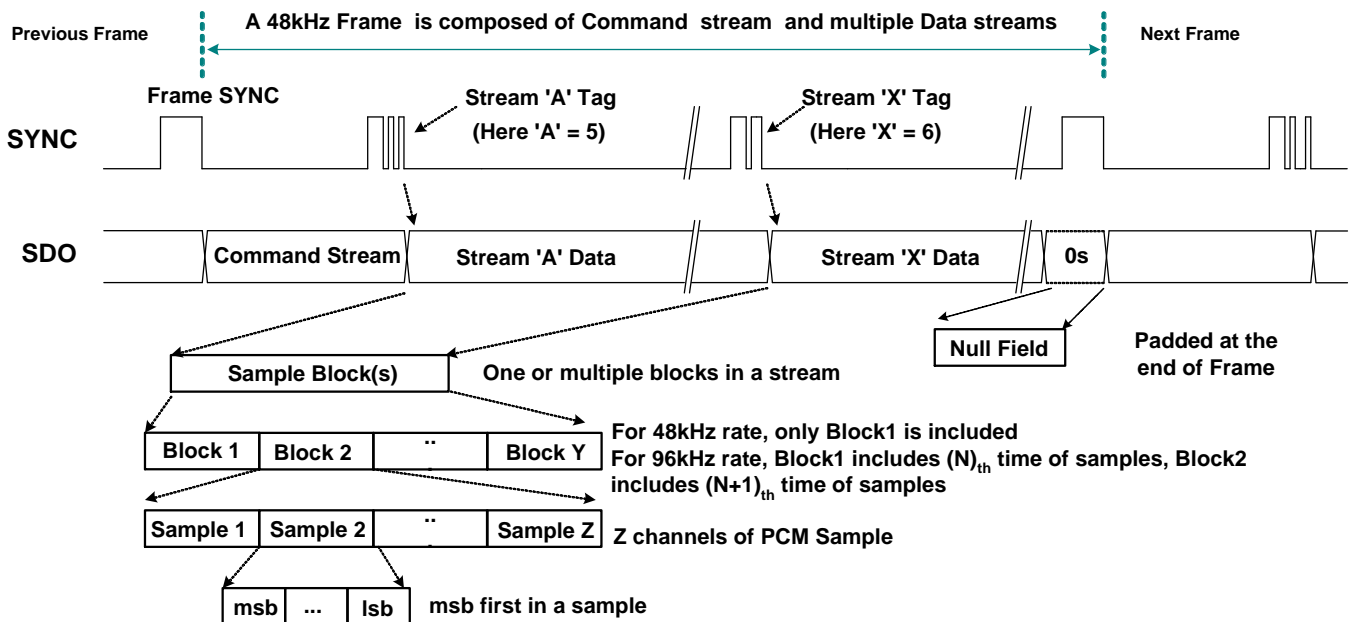 A 48kHz Frame is composed of Command stream and multiple Data streams
Previous Frame
Next Frame
Frame SYNC
Stream 'A' Tag
(Here 'A' = 5)
Stream 'X' Tag
(Here 'X' = 6)
SYNC
SDO
Command Stream
Stream 'A' Data
Stream 'X' Data
0s
Null Field
Padded at the
end of Frame
Sample Block(s)
One or multiple blocks in a stream
Block 1
Block 2
..
.
Block Y
For 48kHz rate, only Block1 is included
For 96kHz rate, Block1 includes (N)th time of samples, Block2
includes (N+1)th time of samples
Sample 1
Sample 2
..
.
Sample Z
Z channels of PCM Sample
msb
...
lsb
msb first in a sample